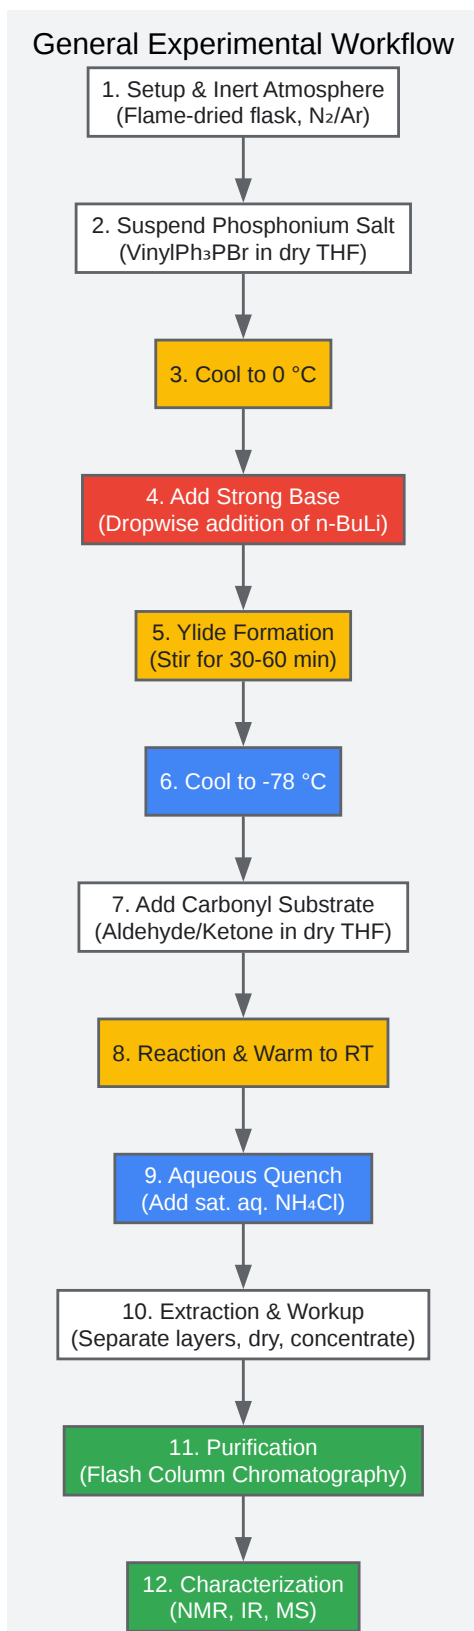 General Experimental Workflow
1. Setup & Inert Atmosphere
(Flame-dried flask, N₂/Ar)
2. Suspend Phosphonium Salt
(VinylPh₃PBr in dry THF)
3. Cool to 0 °C
4. Add Strong Base
(Dropwise addition of n-BuLi)
5. Ylide Formation
(Stir for 30-60 min)
6. Cool to -78 °C
7. Add Carbonyl Substrate
(Aldehyde/Ketone in dry THF)
8. Reaction & Warm to RT
9. Aqueous Quench
(Add sat. aq. NH₄Cl)
10. Extraction & Workup
(Separate layers, dry, concentrate)
11. Purification
(Flash Column Chromatography)
12. Characterization
(NMR, IR, MS)